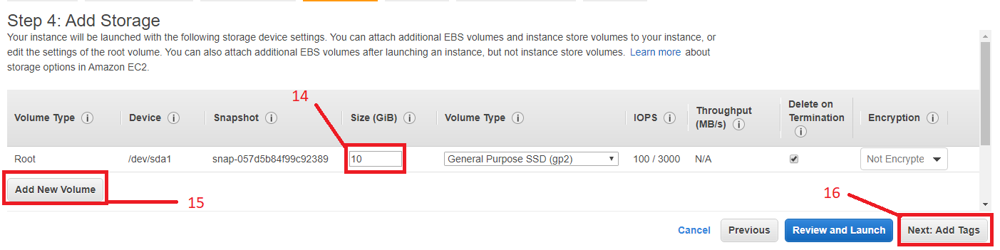 Step 4: Add Storage
Your instance will be launched with the following storage device settings. You can attach additional EBS volumes and instance store volumes to your instance, or
edit the settings of the root volume. You can also attach additional EBS volumes after launching an instance, but not instance store volumes. Learn more about
storage options in Amazon EC2.
14
Volume Type i Device i Snapshot i Size (GiB) i Volume Type i IOPS i Throughput (MB/s) i Delete on Termination i Encryption i
Root /dev/sda1 snap-057d5b84f99c92389 10 General Purpose SSD (gp2) 100 / 3000 N/A Not Encrypte
Add New Volume
15
16
Cancel Previous Review and Launch Next: Add Tags